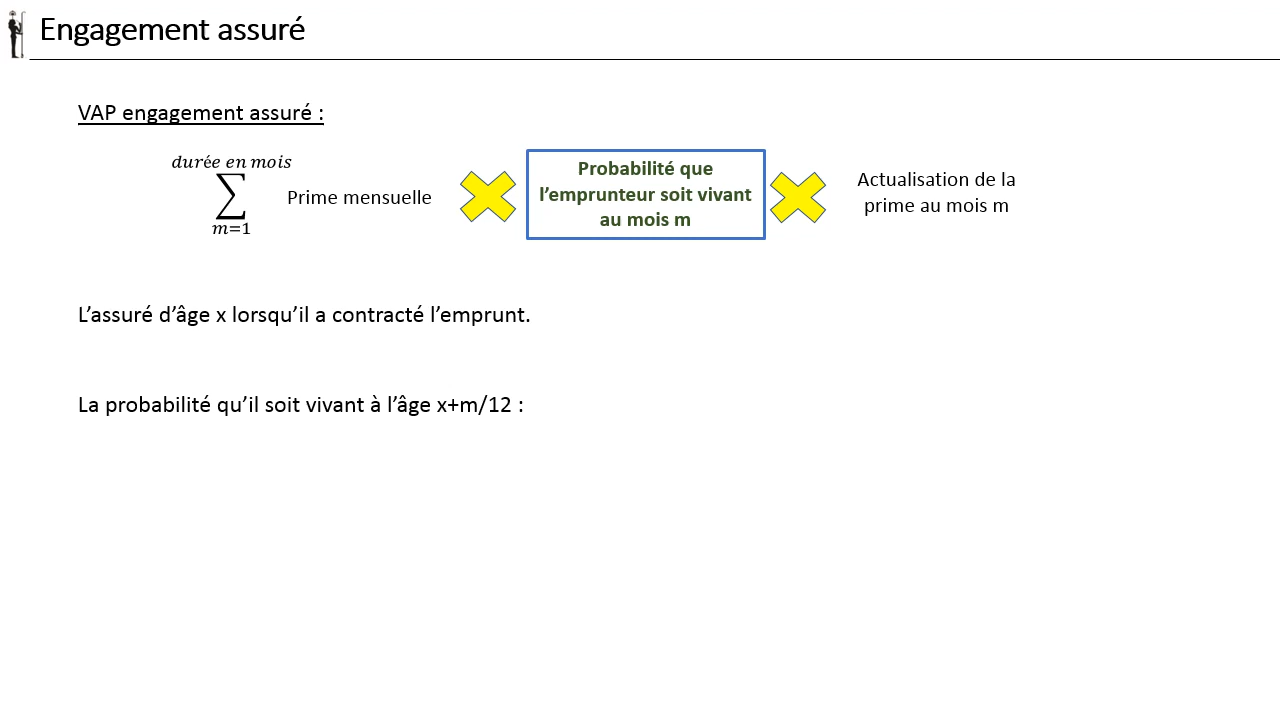 Engagement assuré
VAP engagement assuré :
durée en mois
∑
m=1
Prime mensuelle
Probabilité que
l’emprunteur soit vivant
au mois m
Actualisation de la
prime au mois m
L’assuré d’âge x lorsqu’il a contracté l’emprunt.
La probabilité qu’il soit vivant à l’âge x+m/12 :